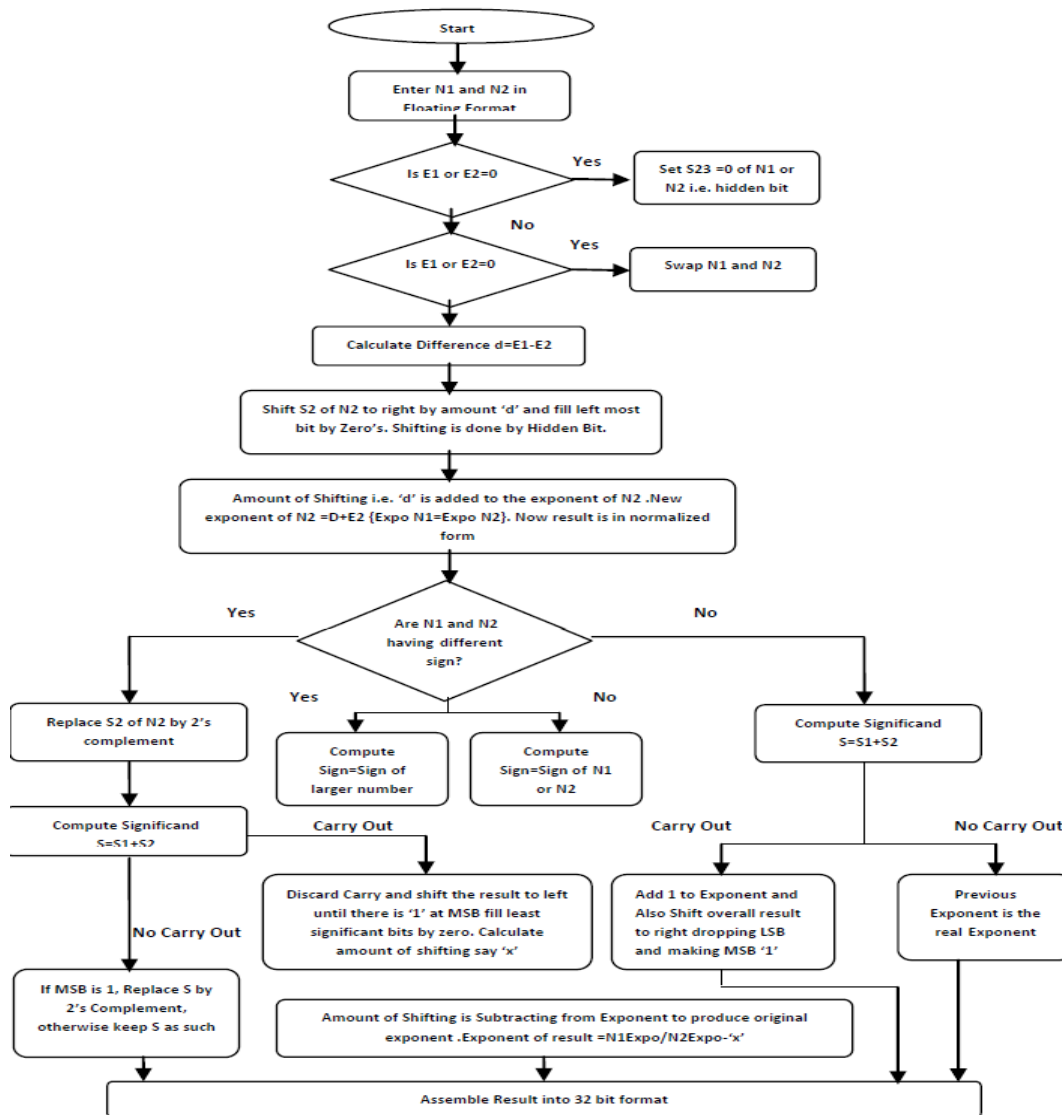 Start
Enter N1 and N2 in
Floating Format
Is E1 or E2=0
Yes
Set S23 =0 of N1 or
N2 i.e. hidden bit
No
Is E1 or E2=0
Yes
Swap N1 and N2
Calculate Difference d=E1-E2
Shift S2 of N2 to right by amount ‘d’ and fill left most
bit by Zero's. Shifting is done by Hidden Bit.
Amount of Shifting i.e. ‘d’ is added to the exponent of N2 .New
exponent of N2 =D+E2 {Expo N1=Expo N2}. Now result is in normalized
form
Are N1 and N2
having different
sign?
Yes
No
Yes
No
Replace S2 of N2 by 2’s
complement
Compute
Sign=Sign of
larger number
Compute
Sign=Sign of N1
or N2
Compute Significand
S=S1+S2
Compute Significand
S=S1+S2
Carry Out
Carry Out
No Carry Out
Discard Carry and shift the result to left
until there is ‘1’ at MSB fill least
significant bits by zero. Calculate
amount of shifting say ‘x’
Add 1 to Exponent and
Also Shift overall result
to right dropping LSB
and making MSB ‘1’
Previous
Exponent is the
real Exponent
No Carry Out
If MSB is 1, Replace S by
2’s Complement,
otherwise keep S as such
Amount of Shifting is Subtracting from Exponent to produce original
exponent .Exponent of result =N1Expo/N2Expo-‘x’
Assemble Result into 32 bit format